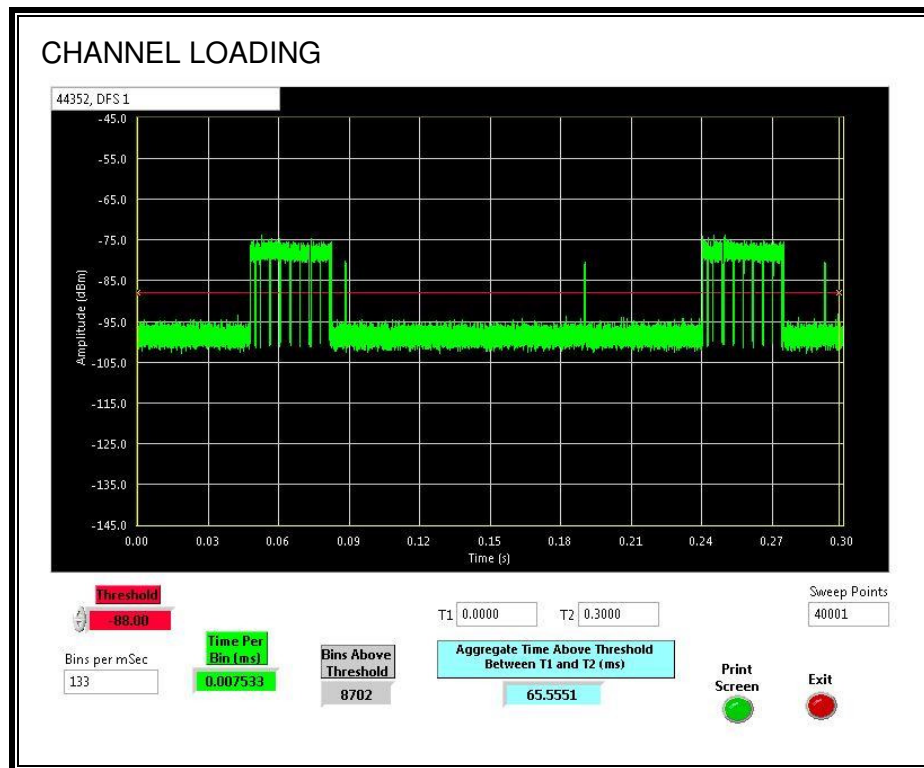 CHANNEL LOADING
44352, DFS 1
Amplitude (dBm)
-45.0
-55.0
-65.0
-75.0
-85.0
-95.0
-105.0
-115.0
-125.0
-135.0
-145.0
0.00 0.03 0.06 0.09 0.12 0.15 0.18 0.21 0.24 0.27 0.30
Time (s)
Threshold
-88.00
Bins per mSec
133
Time Per
Bin (ms)
0.007533
Bins Above
Threshold
8702
T1 0.0000 T2 0.3000
Aggregate Time Above Threshold
Between T1 and T2 (ms)
65.5551
Sweep Points
40001
Print
Screen
Exit